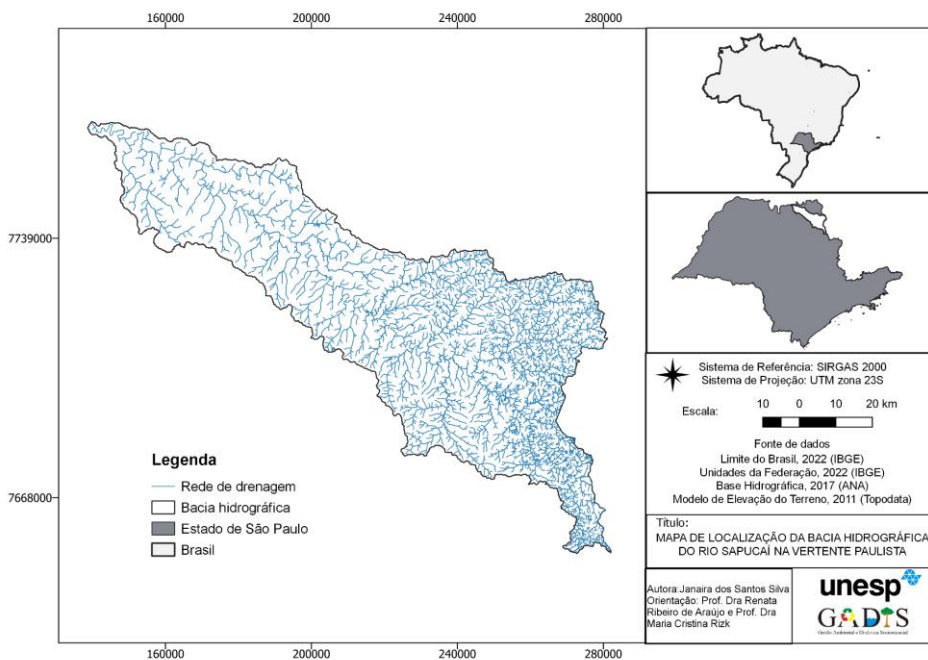 160000 200000 240000 280000
7739000
7668000
Legenda
Rede de drenagem
Bacia hidrográfica
Estado de São Paulo
Brasil
160000 200000 240000 280000
Sistema de Referência: SIRGAS 2000
Sistema de Projeção: UTM zona 23S
Escala:
10 0 10 20 km
Fonte de dados
Limite do Brasil, 2022 (IBGE)
Unidades da Federação, 2022 (IBGE)
Base Hidrográfica, 2017 (ANA)
Modelo de Elevação do Terreno, 2011 (Topodata)
Título:
MAPA DE LOCALIZAÇÃO DA BACIA HIDROGRÁFICA
DO RIO SAPUCAÍ NA VERTENTE PAULISTA
Autora:Janaira dos Santos Silva
Orientação: Prof. Dra Renata
Ribeiro de Araújo e Prof. Dra
Maria Cristina Rizk
unesp
GADIS
Gestão Ambiental e Dinâmica Socioambiental